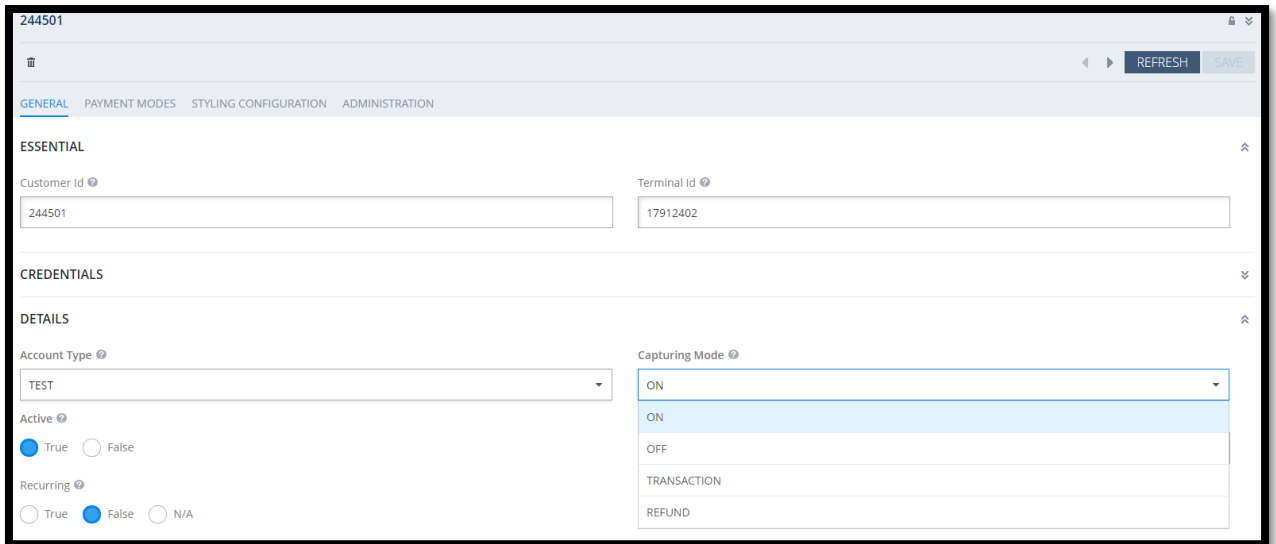 244501
REFRESH SAVE
GENERAL PAYMENT MODES STYLING CONFIGURATION ADMINISTRATION
ESSENTIAL
Customer Id Terminal Id
244501 17912402
CREDENTIALS
DETAILS
Account Type Capturing Mode
TEST ON
Active ON
True False OFF
Recurring TRANSACTION
True False N/A REFUND